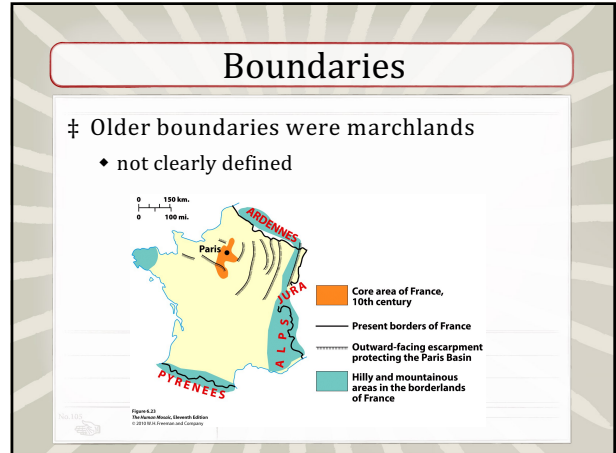 Boundaries
‡ Older boundaries were marchlands
◆ not clearly defined
0 150 km.
0 100 mi.
ARDENNES
Paris
JURA
ALPS
PYRENEES
Core area of France,
10th century
Present borders of France
Outward-facing escarpment
protecting the Paris Basin
Hilly and mountainous
areas in the borderlands
of France
Figure 6.23
The Human Mosaic, Eleventh Edition
© 2010 W.H. Freeman and Company